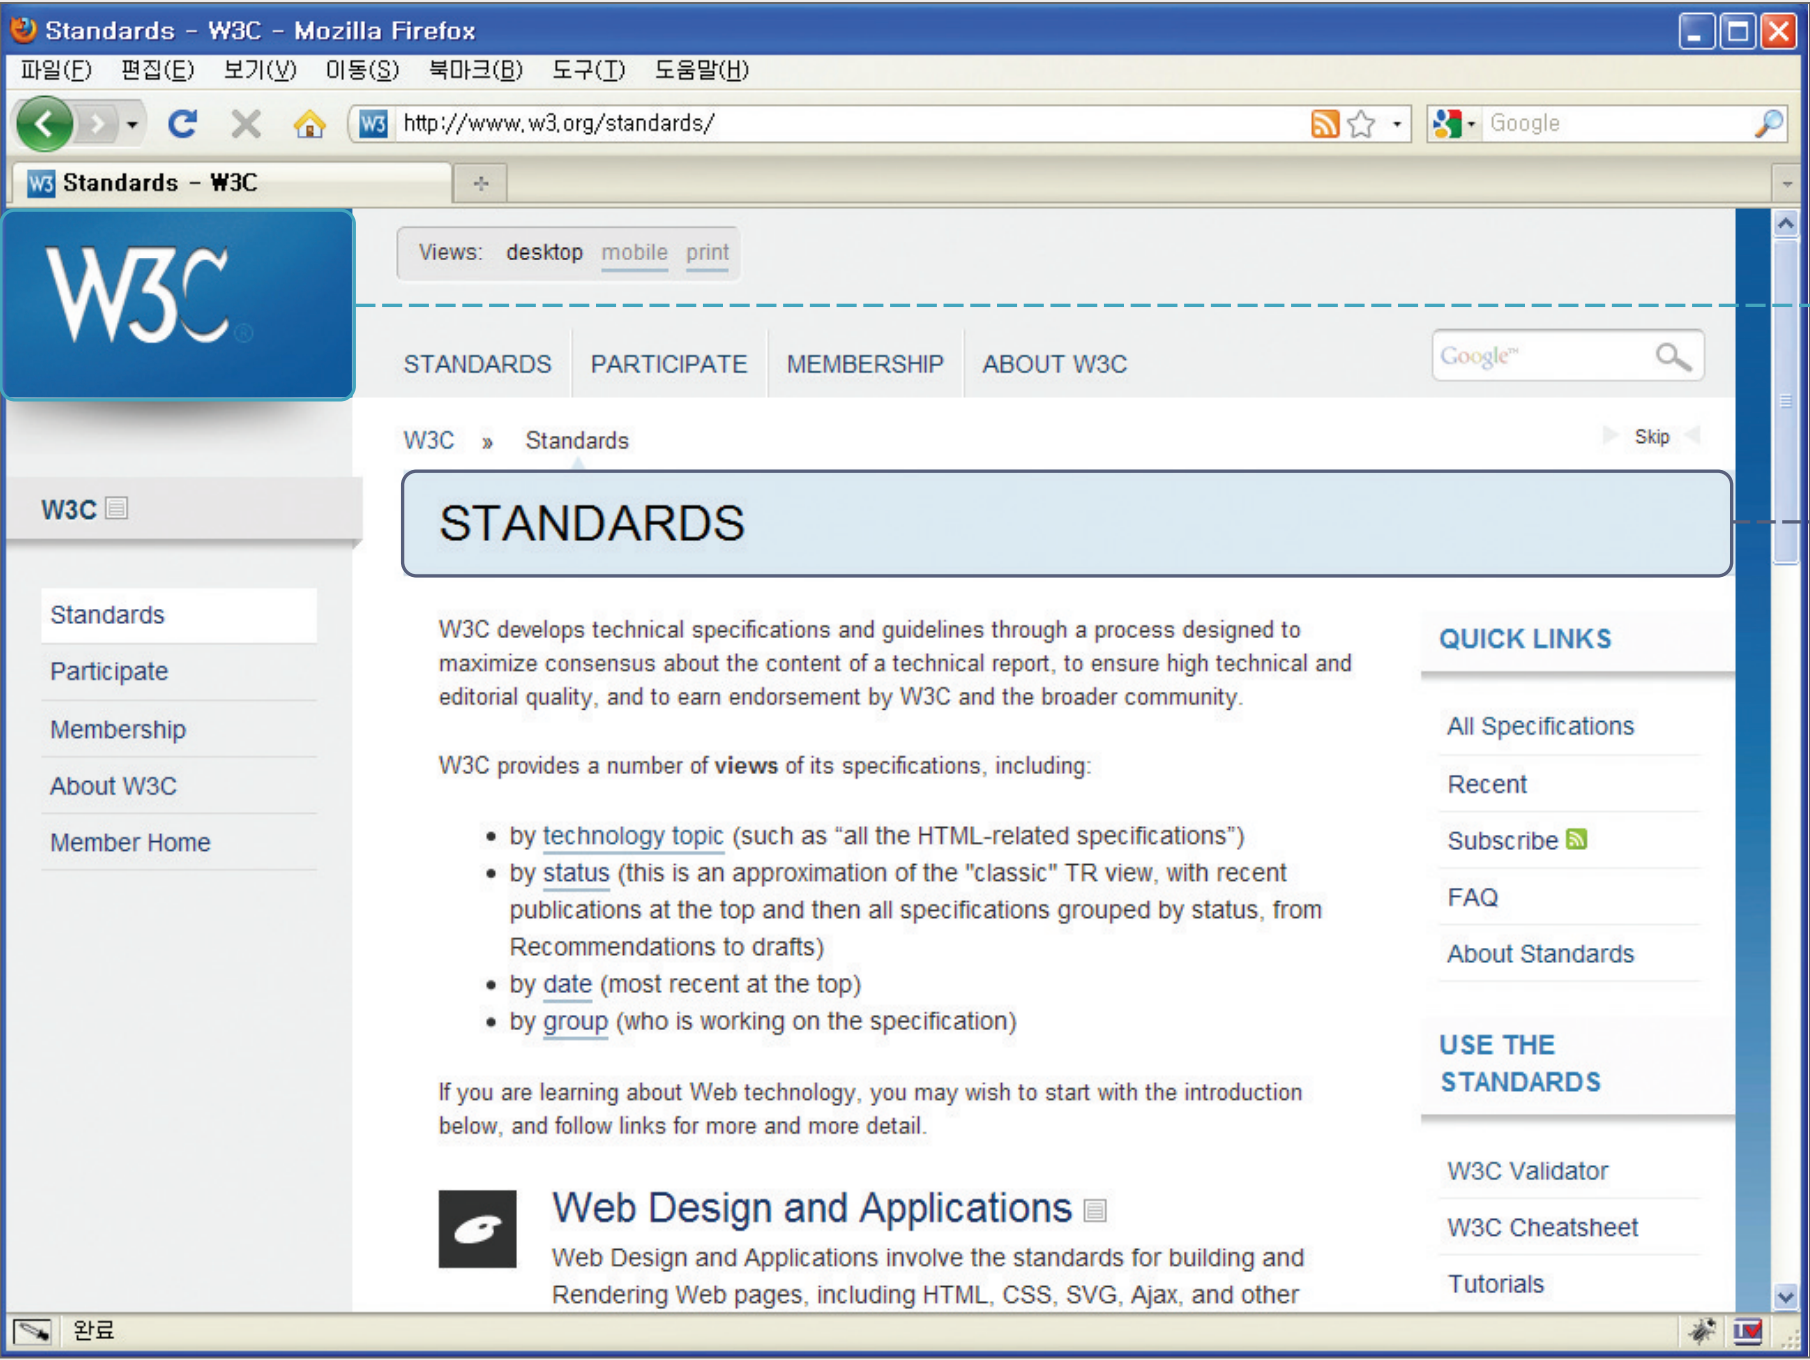 Standards - W3C - Mozilla Firefox
파일(F) 편집(E) 보기(V) 이동(S) 북마크(B) 도구(T) 도움말(H)
W3 http://www.w3.org/standards/ Google
W3 Standards - W3C
W3C®
Views: desktop mobile print
STANDARDS PARTICIPATE MEMBERSHIP ABOUT W3C
Google™
W3C » Standards
Skip
W3C
Standards
Participate
Membership
About W3C
Member Home
STANDARDS
W3C develops technical specifications and guidelines through a process designed to
maximize consensus about the content of a technical report, to ensure high technical and
editorial quality, and to earn endorsement by W3C and the broader community.
W3C provides a number of views of its specifications, including:
• by technology topic (such as “all the HTML-related specifications”)
• by status (this is an approximation of the "classic" TR view, with recent
publications at the top and then all specifications grouped by status, from
Recommendations to drafts)
• by date (most recent at the top)
• by group (who is working on the specification)
If you are learning about Web technology, you may wish to start with the introduction
below, and follow links for more and more detail.
Web Design and Applications
Web Design and Applications involve the standards for building and
Rendering Web pages, including HTML, CSS, SVG, Ajax, and other
QUICK LINKS
All Specifications
Recent
Subscribe
FAQ
About Standards
USE THE
STANDARDS
W3C Validator
W3C Cheatsheet
Tutorials
완료